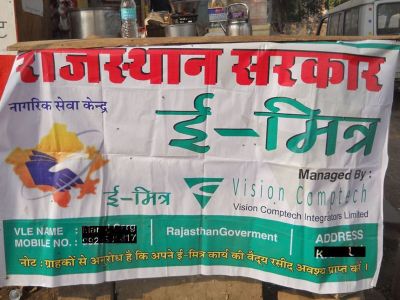 राजस्थान सरकार
नागरिक सेवा केन्द्र
ई-मित्र
Managed By :
ई-मित्र
Vision Comptech
Vision Comptech Integrators Limited
VLE NAME :
MOBILE NO. :
RajasthanGoverment
ADDRESS
नोट : ग्राहकों से अनुरोध है कि अपने ई-मित्र कार्य की वैदय रसीद अवश्य प्राप्त करें ।